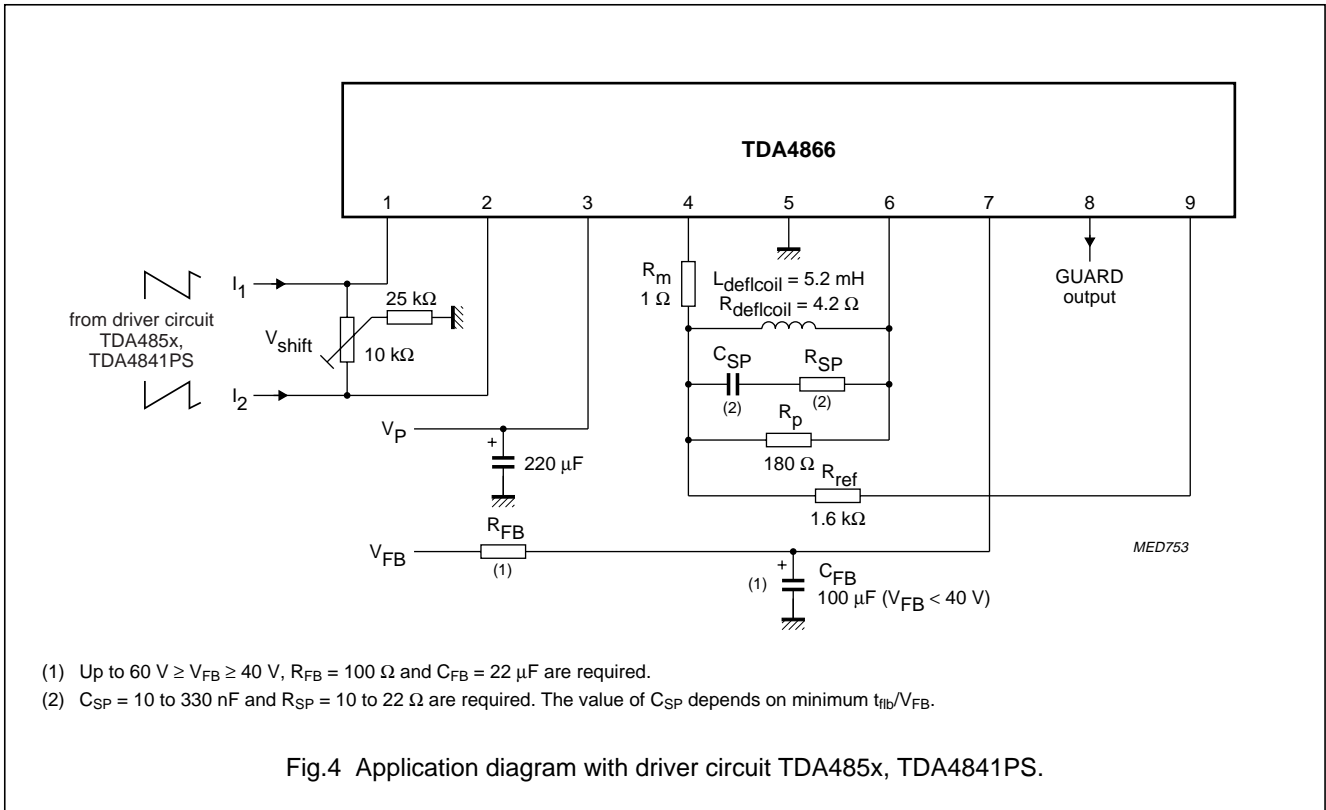 TDA4866
1 2 3 4 5 6 7 8 9
I1
from driver circuit
TDA485x,
TDA4841PS
I2
Vshift
25 kΩ
10 kΩ
VP
+
220 μF
Rm
1 Ω
Ldeflcoil = 5.2 mH
Rdeflcoil = 4.2 Ω
CSP
(2)
RSP
(2)
Rp
180 Ω
Rref
1.6 kΩ
GUARD
output
VFB
RFB
(1)
+
(1)
CFB
100 μF (VFB < 40 V)
MED753
(1) Up to 60 V ≥ VFB ≥ 40 V, RFB = 100 Ω and CFB = 22 μF are required.
(2) CSP = 10 to 330 nF and RSP = 10 to 22 Ω are required. The value of CSP depends on minimum tflb/VFB.
Fig.4 Application diagram with driver circuit TDA485x, TDA4841PS.